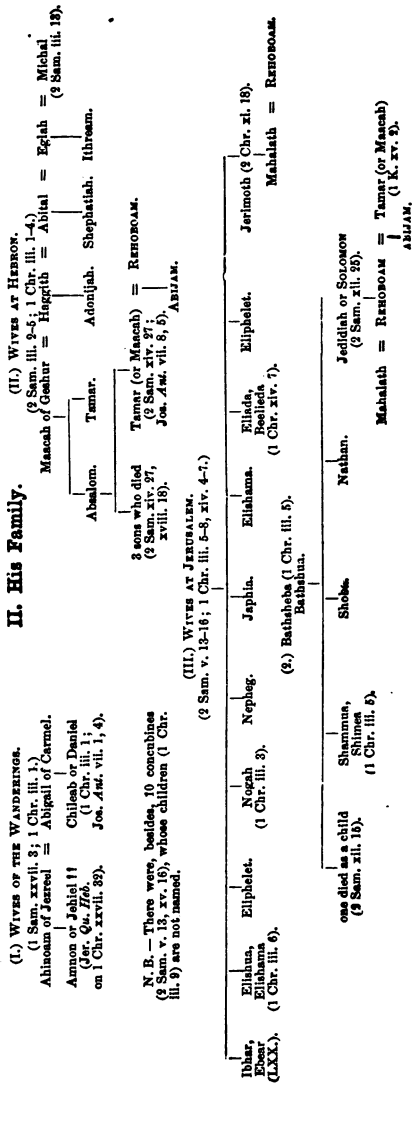 II. His Family.
(I.) WIVES OF THE WANDERINGS.
(1 Sam. xxvii. 3; 1 Chr. iii. 1.)
Ahinoam of Jezreel = Abigail of Carmel.
Amnon or Jehiel ††
(Jer. Qu. Heb.
on 1 Chr. xxvii. 32).
Chileab or Daniel
(1 Chr. iii. 1;
Jos. Ant. vii. 1, 4).
N. B. — There were, besides, 10 concubines
(2 Sam. v. 13, xv. 16), whose children (1 Chr.
iii. 9) are not named.
(II.) WIVES AT HEBRON.
(2 Sam. iii. 2-5; 1 Chr. iii. 1-4.)
Maacah of Geshur = Haggith = Abital = Eglah = Michal
(2 Sam. iii. 13).
Absalom. Tamar. Adonijah. Shephatiah. Ithream.
3 sons who died
(2 Sam. xiv. 27,
xviii. 18).
Tamar (or Maacah) = REHOBOAM.
(2 Sam. xiv. 27;
Jos. Ant. vii. 8, 5).
ABIJAM.
(III.) WIVES AT JERUSALEM.
(2 Sam. v. 13-16; 1 Chr. iii. 5-8, xiv. 4-7.)
Ibhar,
Ebear
(LXX.).
Elishua,
Elishama
(1 Chr. iii. 6).
Eliphelet.
Nogah
(1 Chr. iii. 3).
Nepheg.
Japhia.
Elishama.
Eliada,
Beelieda
(1 Chr. xiv. 7).
Eliphelet.
Jerimoth (2 Chr. xi. 18).
Mahalath = REHOBOAM.
(2.) Bathsheba (1 Chr. iii. 5).
Bathshua.
one died as a child
(2 Sam. xii. 15).
Shammua,
Shimea
(1 Chr. iii. 5).
Shobab.
Nathan.
Jedidiah or SOLOMON
(2 Sam. xii. 25).
Mahalath = REHOBOAM = Tamar (or Maacah)
(1 K. xv. 2).
ABIJAM.